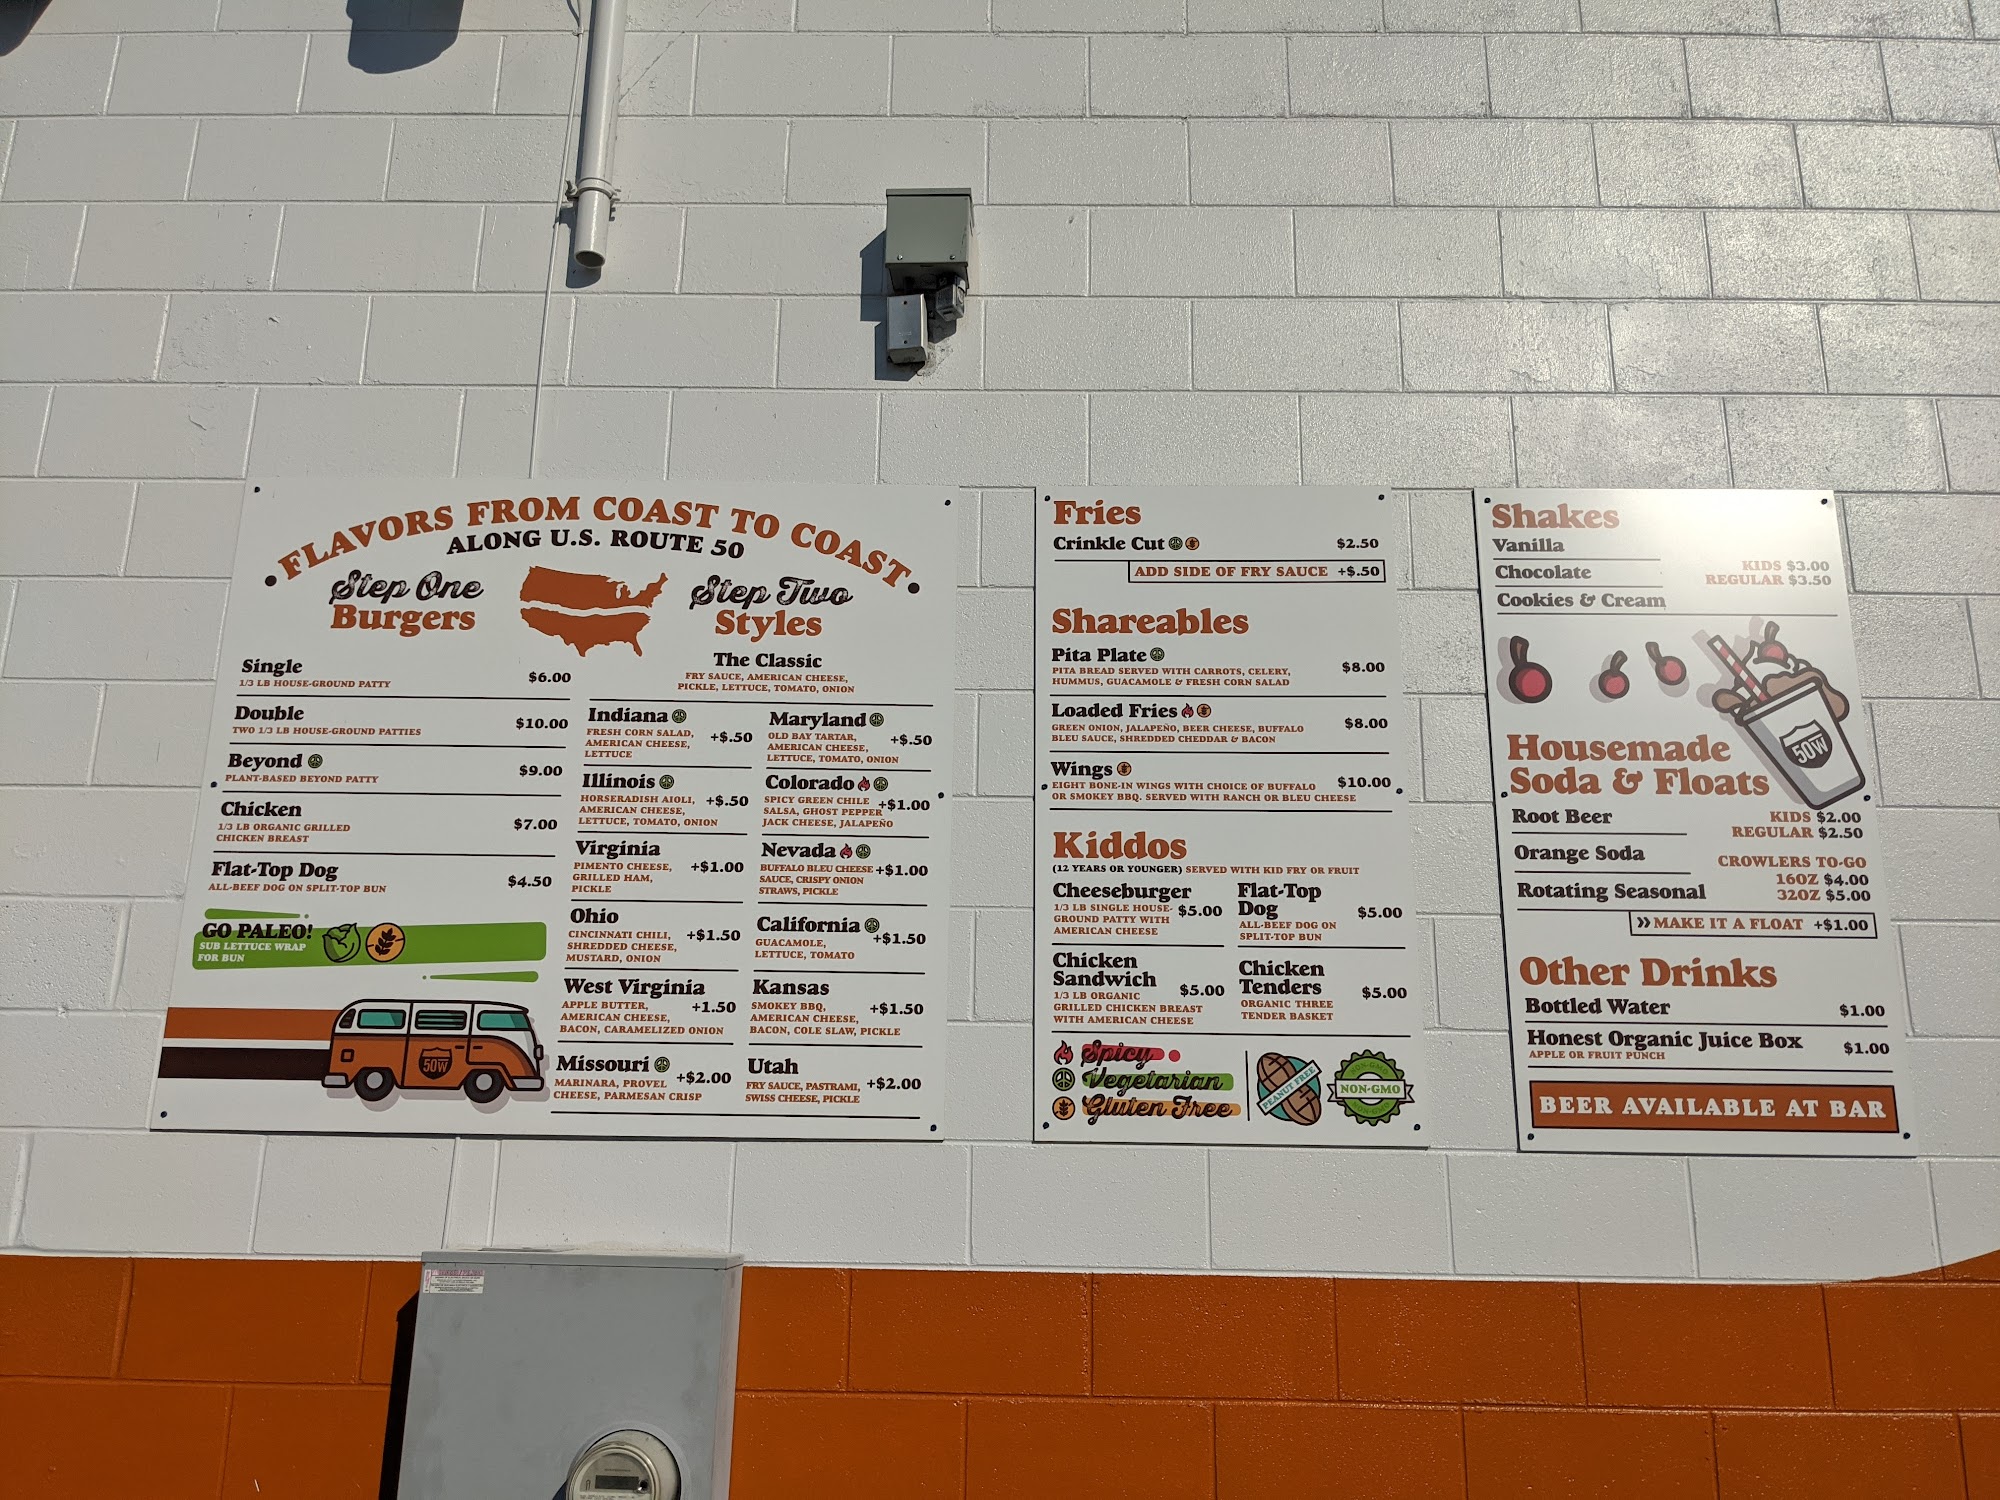 FLAVORS FROM COAST TO COAST
ALONG U.S. ROUTE 50
Step One
Burgers
Single $6.00
1/3 LB HOUSE-GROUND PATTY
Double $10.00
TWO 1/3 LB HOUSE-GROUND PATTIES
Beyond $9.00
PLANT-BASED BEYOND PATTY
Chicken $7.00
1/3 LB ORGANIC GRILLED
CHICKEN BREAST
Flat-Top Dog $4.50
ALL-BEEF DOG ON SPLIT-TOP BUN
GO PALEO!
SUB LETTUCE WRAP
FOR BUN
50W
Step Two
Styles
The Classic
FRY SAUCE, AMERICAN CHEESE,
PICKLE, LETTUCE, TOMATO, ONION
Indiana +$.50
FRESH CORN SALAD,
AMERICAN CHEESE,
LETTUCE
Illinois
HORSERADISH AIOLI, +$.50
AMERICAN CHEESE,
LETTUCE, TOMATO, ONION
Virginia
PIMENTO CHEESE, +$1.00
GRILLED HAM,
PICKLE
Ohio
CINCINNATI CHILI, +$1.50
SHREDDED CHEESE,
MUSTARD, ONION
West Virginia
APPLE BUTTER, +1.50
AMERICAN CHEESE,
BACON, CARAMELIZED ONION
Missouri
MARINARA, PROVEL +$2.00
CHEESE, PARMESAN CRISP
Maryland
OLD BAY TARTAR, +$.50
AMERICAN CHEESE,
LETTUCE, TOMATO, ONION
Colorado
SPICY GREEN CHILE +$1.00
SALSA, GHOST PEPPER
JACK CHEESE, JALAPEÑO
Nevada
BUFFALO BLEU CHEESE +$1.00
SAUCE, CRISPY ONION
STRAWS, PICKLE
California
GUACAMOLE, +$1.50
LETTUCE, TOMATO
Kansas
SMOKEY BBQ, +$1.50
AMERICAN CHEESE,
BACON, COLE SLAW, PICKLE
Utah
FRY SAUCE, PASTRAMI, +$2.00
SWISS CHEESE, PICKLE
Fries
Crinkle Cut $2.50
ADD SIDE OF FRY SAUCE +$.50
Shareables
Pita Plate $8.00
PITA BREAD SERVED WITH CARROTS, CELERY,
HUMMUS, GUACAMOLE & FRESH CORN SALAD
Loaded Fries $8.00
GREEN ONION, JALAPEÑO, BEER CHEESE, BUFFALO
BLEU SAUCE, SHREDDED CHEDDAR & BACON
Wings $10.00
EIGHT BONE-IN WINGS WITH CHOICE OF BUFFALO
OR SMOKEY BBQ. SERVED WITH RANCH OR BLEU CHEESE
Kiddos
(12 YEARS OR YOUNGER) SERVED WITH KID FRY OR FRUIT
Cheeseburger
1/3 LB SINGLE HOUSE- $5.00
GROUND PATTY WITH
AMERICAN CHEESE
Flat-Top
Dog $5.00
ALL-BEEF DOG ON
SPLIT-TOP BUN
Chicken
Sandwich $5.00
1/3 LB ORGANIC
GRILLED CHICKEN BREAST
WITH AMERICAN CHEESE
Chicken
Tenders $5.00
ORGANIC THREE
TENDER BASKET
Spicy
Vegetarian
Gluten Free
PEANUT FREE
NON-GMO
NON-GMO
NON-GMO
Shakes
Vanilla
Chocolate
Cookies & Cream
KIDS $3.00
REGULAR $3.50
50W
Housemade
Soda & Floats
Root Beer
Orange Soda
Rotating Seasonal
KIDS $2.00
REGULAR $2.50
CROWLERS TO-GO
16OZ $4.00
32OZ $5.00
MAKE IT A FLOAT +$1.00
Other Drinks
Bottled Water $1.00
Honest Organic Juice Box $1.00
APPLE OR FRUIT PUNCH
BEER AVAILABLE AT BAR